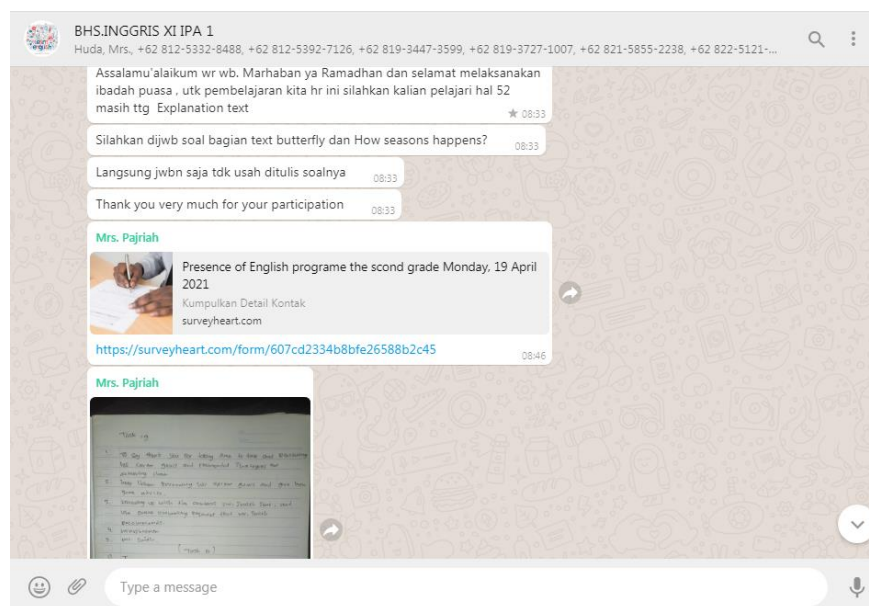 BHS.INGGRIS XI IPA 1
Huda, Mrs., +62 812-5332-8488, +62 812-5392-7126, +62 819-3447-3599, +62 819-3727-1007, +62 821-5855-2238, +62 822-5121-...
Assalamu'alaikum wr wb. Marhaban ya Ramadhan dan selamat melaksanakan
ibadah puasa , utk pembelajaran kita hr ini silahkan kalian pelajari hal 52
masih ttg Explanation text
08:33
Silahkan dijwb soal bagian text butterfly dan How seasons happens?
08:33
Langsung jwbn saja tdk usah ditulis soalnya
08:33
Thank you very much for your participation
08:33
Mrs. Pajriah
Presence of English programe the scond grade Monday, 19 April
2021
Kumpulkan Detail Kontak
surveyheart.com
https://surveyheart.com/form/607cd2334b8bfe26588b2c45
08:46
Mrs. Pajriah
Type a message